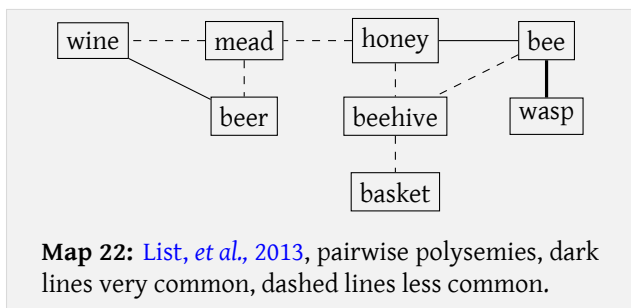 wine mead honey bee
beer beehive wasp
basket
Map 22: List, et al., 2013, pairwise polysemies, dark
lines very common, dashed lines less common.